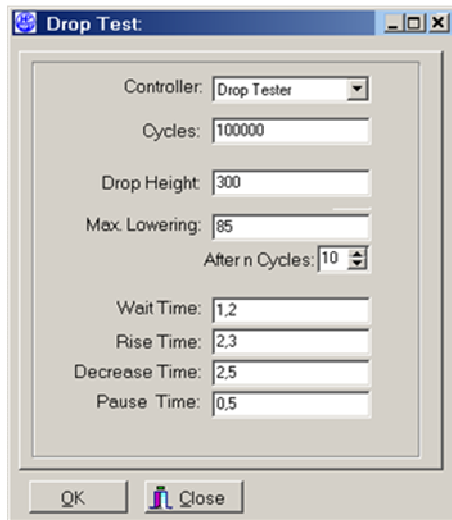 Drop Test:
Controller: Drop Tester
Cycles: 100000
Drop Height: 300
Max. Lowering: 85
After n Cycles: 10
Wait Time: 1,2
Rise Time: 2,3
Decrease Time: 2,5
Pause Time: 0,5
OK Close